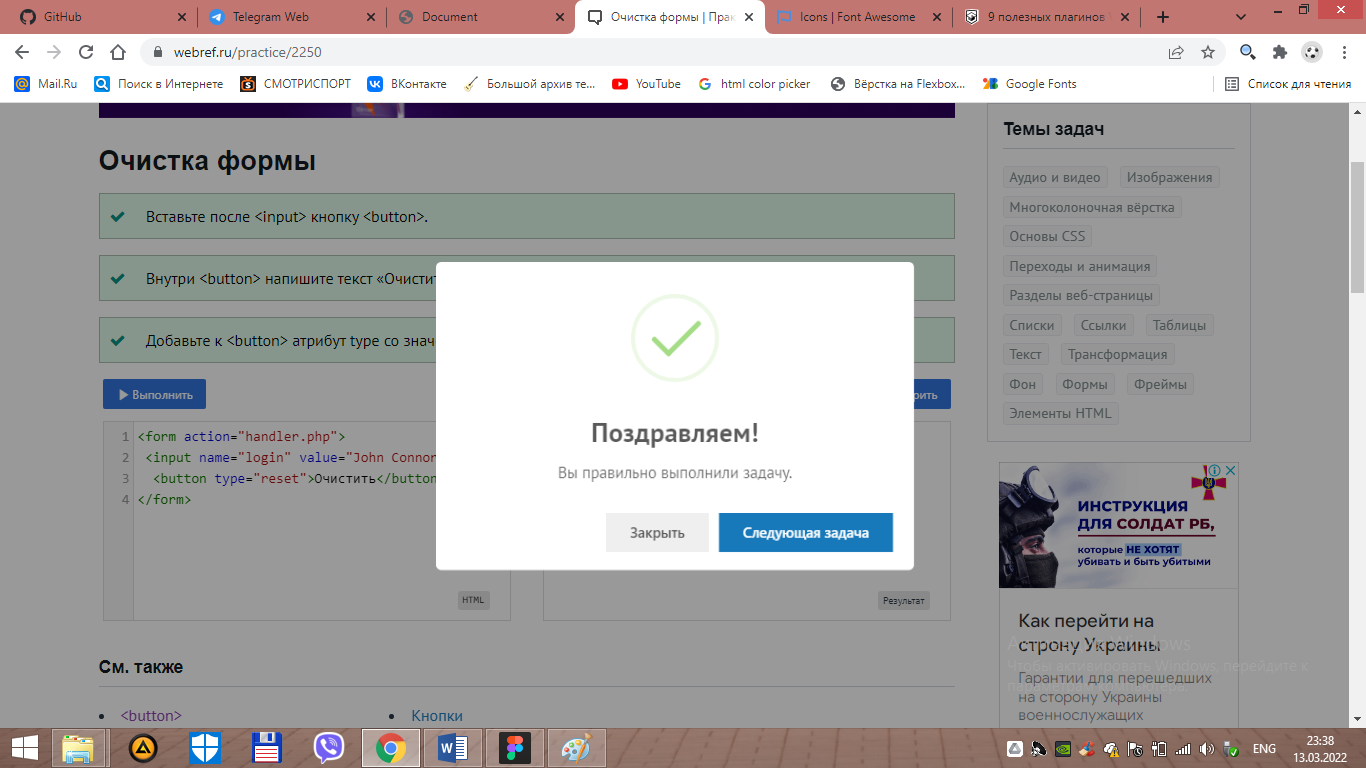 GitHub
Telegram Web
Document
Очистка формы | Прак
Icons | Font Awesome
9 полезных плагинов
webref.ru/practice/2250
Mail.Ru
Поиск в Интернете
СМОТРИСПОРТ
ВКонтакте
Большой архив те...
YouTube
html color picker
Вёрстка на Flexbox...
Google Fonts
Список для чтения
Очистка формы
Вставьте после <input> кнопку <button>.
Внутри <button> напишите текст «Очистит
Добавьте к <button> атрибут type со знач
Выполнить
рить
1 <form action="handler.php">
2 <input name="login" value="John Connor
3 <button type="reset">Очистить</button
4 </form>
HTML
Результат
Поздравляем!
Вы правильно выполнили задачу.
Закрыть
Следующая задача
См. также
<button>
Кнопки
Темы задач
Аудио и видео
Изображения
Многоколоночная вёрстка
Основы CSS
Переходы и анимация
Разделы веб-страницы
Списки
Ссылки
Таблицы
Текст
Трансформация
Фон
Формы
Фреймы
Элементы HTML
ИНСТРУКЦИЯ
ДЛЯ СОЛДАТ РБ,
которые НЕ ХОТЯТ
убивать и быть убитыми
Как перейти на
сторону Украины
Гарантии для перешедших
на сторону Украины
военнослужащих
Чтобы активировать Windows, перейдите к
ENG
23:38
13.03.2022